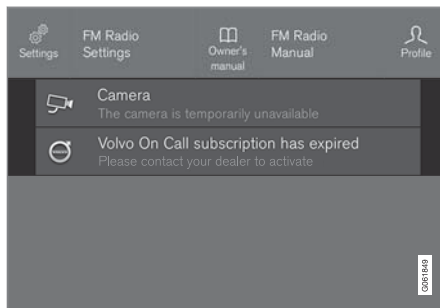 Settings
FM Radio
Settings
Owner's
manual
FM Radio
Manual
Profile
Camera
The camera is temporarily unavailable
Volvo On Call subscription has expired
Please contact your dealer to activate
G061849